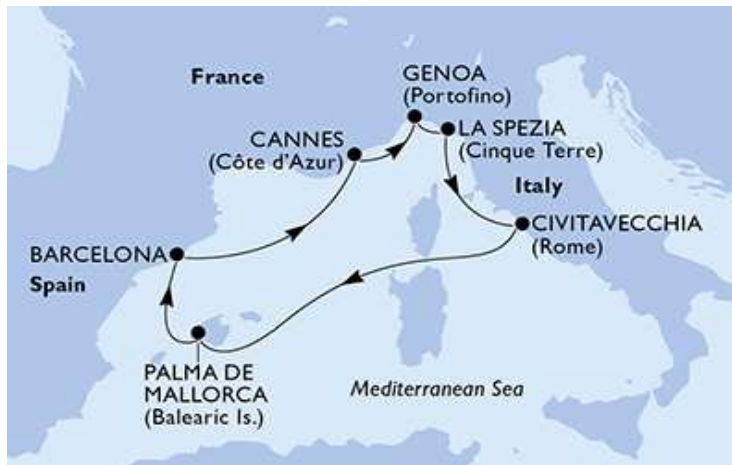 France
GENOA
(Portofino)
CANNES
(Côte d'Azur)
LA SPEZIA
(Cinque Terre)
Italy
CIVITAVECCHIA
(Rome)
BARCELONA
Spain
PALMA DE
MALLORCA
(Balearic Is.)
Mediterranean Sea